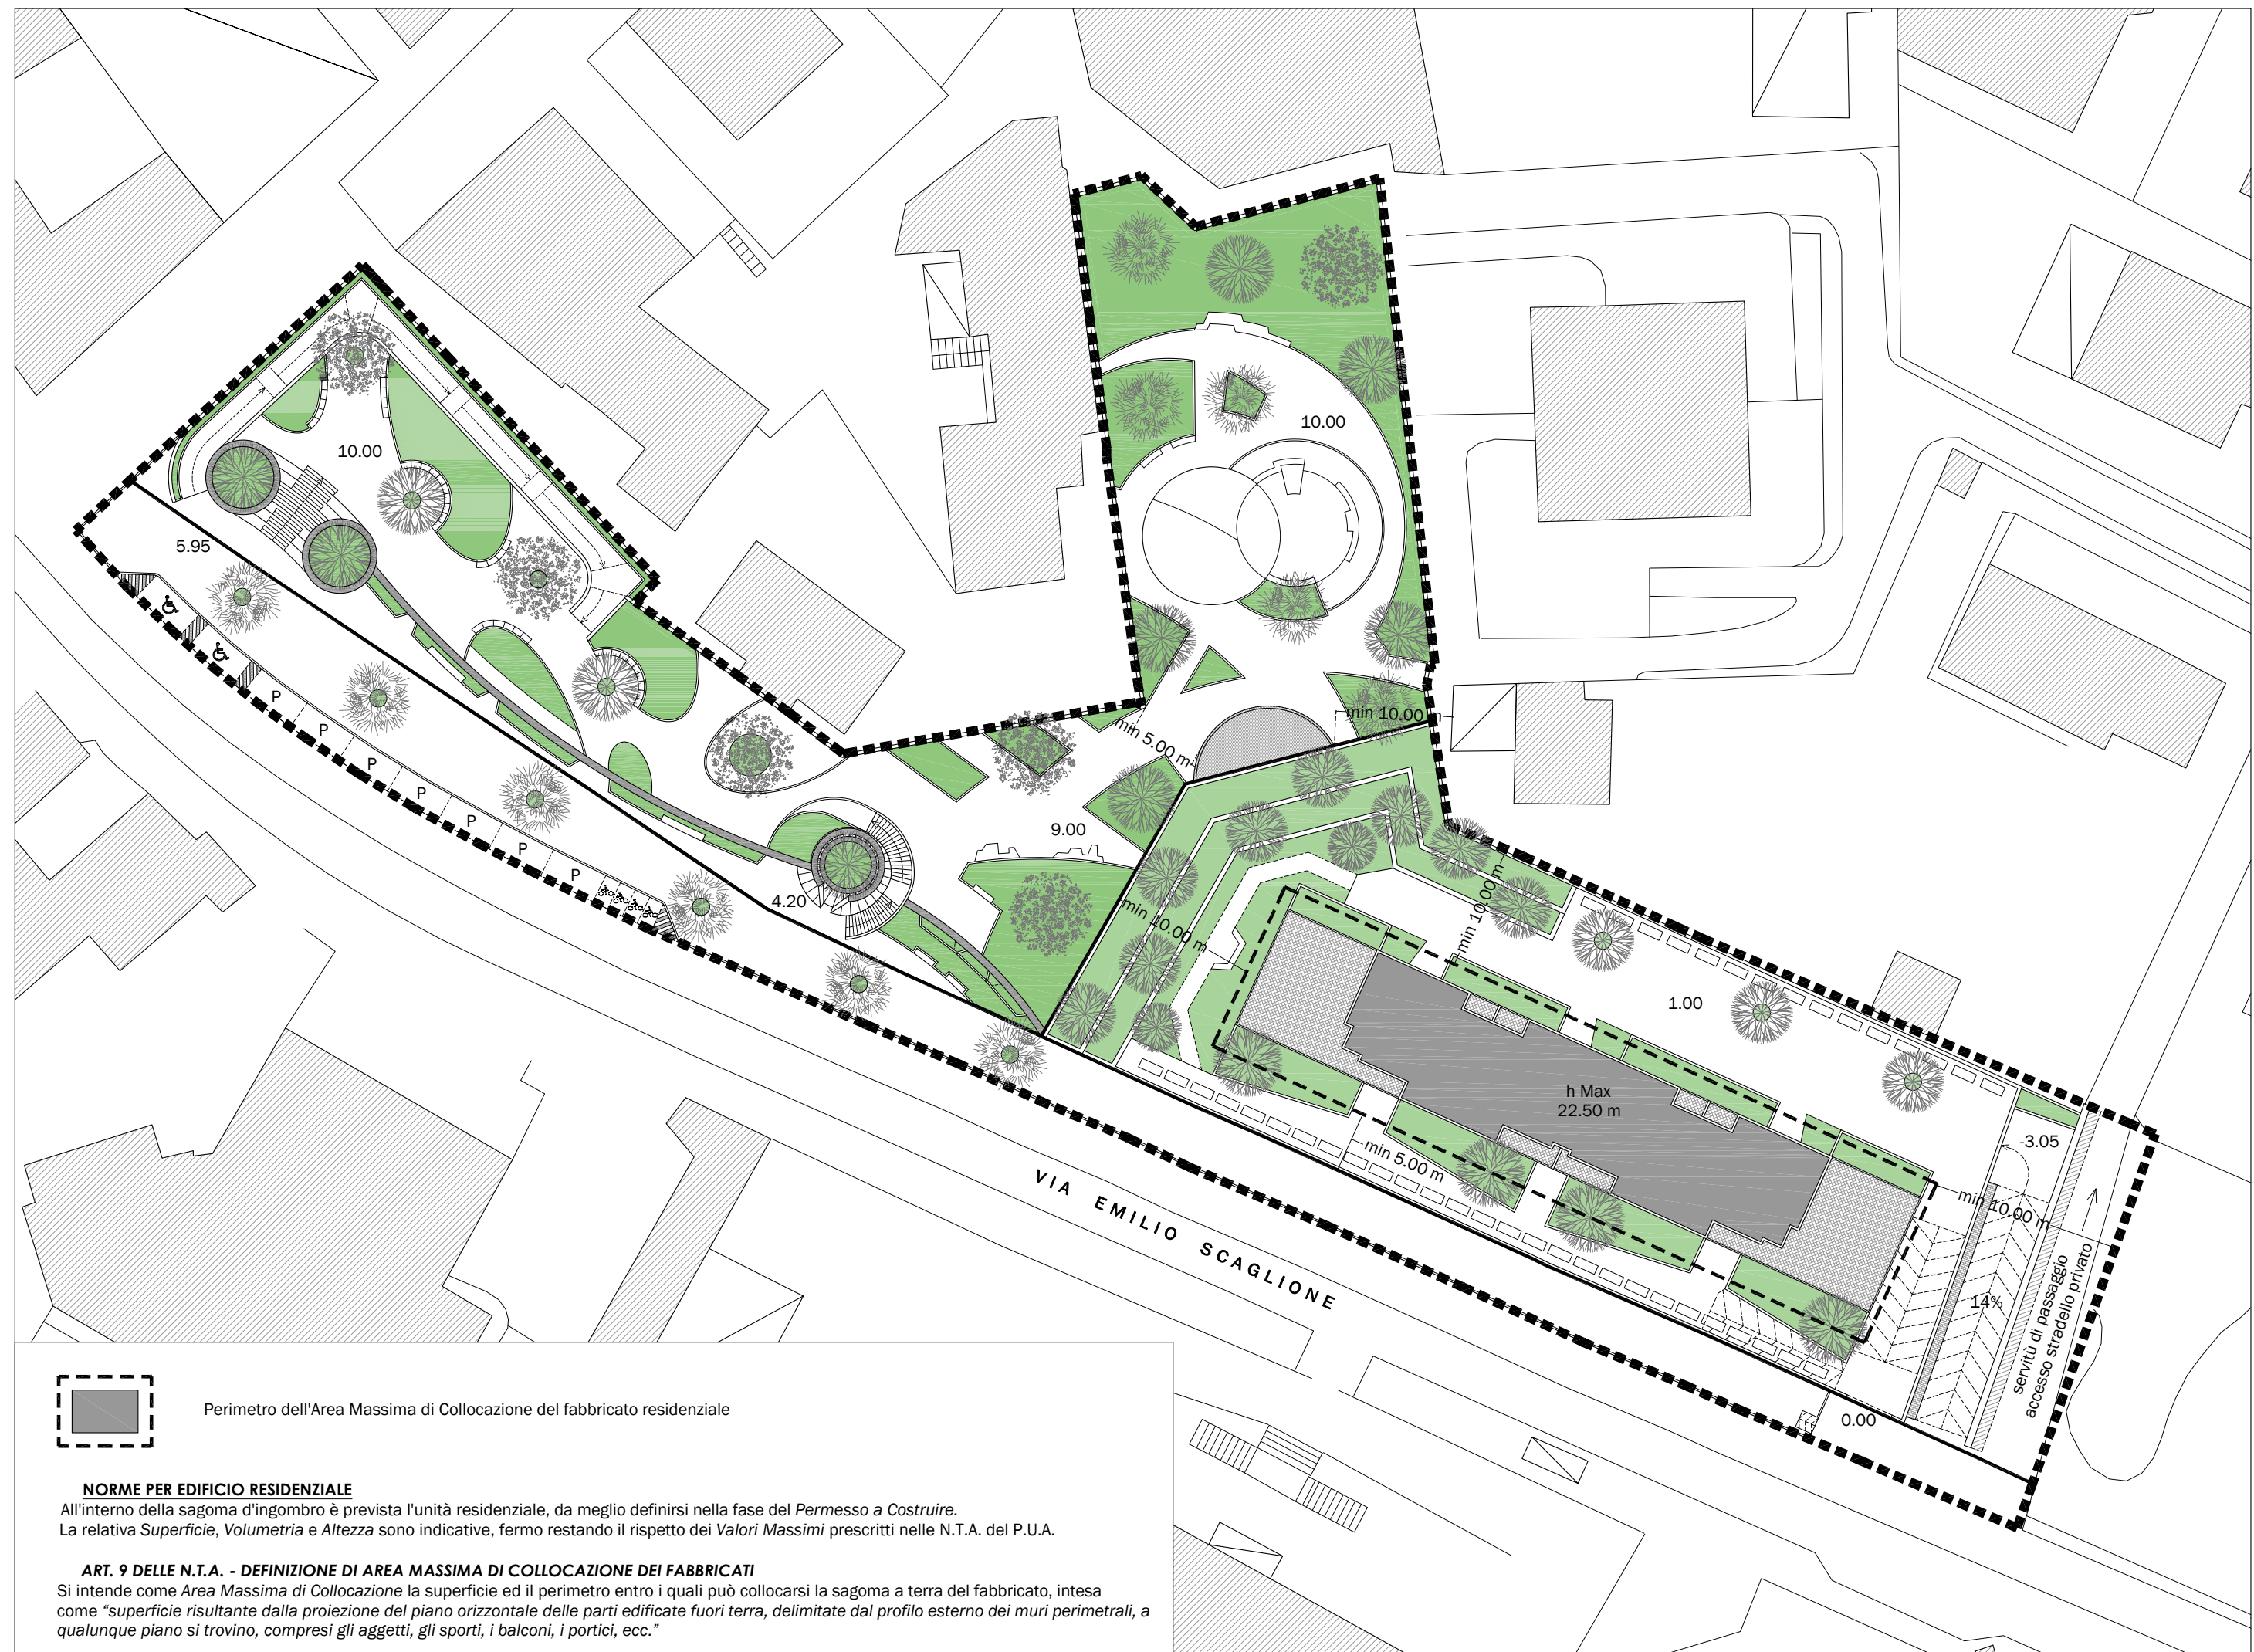 10.00
10.00
5.95
P
P
P
P
P
P
P
min 5.00 m
min 10.00 m
9.00
4.20
min 10.00 m
min 10.00 m
1.00
h Max
22.50 m
min 5.00 m
-3.05
min 10.00 m
14%
servitù di passaggio
accesso stradello privato
0.00
VIA EMILIO SCAGLIONE
Perimetro dell'Area Massima di Collocazione del fabbricato residenziale
NORME PER EDIFICIO RESIDENZIALE
All'interno della sagoma d'ingombro è prevista l'unità residenziale, da meglio definirsi nella fase del Permesso a Costruire.
La relativa Superficie, Volumetria e Altezza sono indicative, fermo restando il rispetto dei Valori Massimi prescritti nelle N.T.A. del P.U.A.
ART. 9 DELLE N.T.A. - DEFINIZIONE DI AREA MASSIMA DI COLLOCAZIONE DEI FABBRICATI
Si intende come Area Massima di Collocazione la superficie ed il perimetro entro i quali può collocarsi la sagoma a terra del fabbricato, intesa
come “superficie risultante dalla proiezione del piano orizzontale delle parti edificate fuori terra, delimitate dal profilo esterno dei muri perimetrali, a
qualunque piano si trovino, compresi gli aggetti, gli sporti, i balconi, i portici, ecc.”